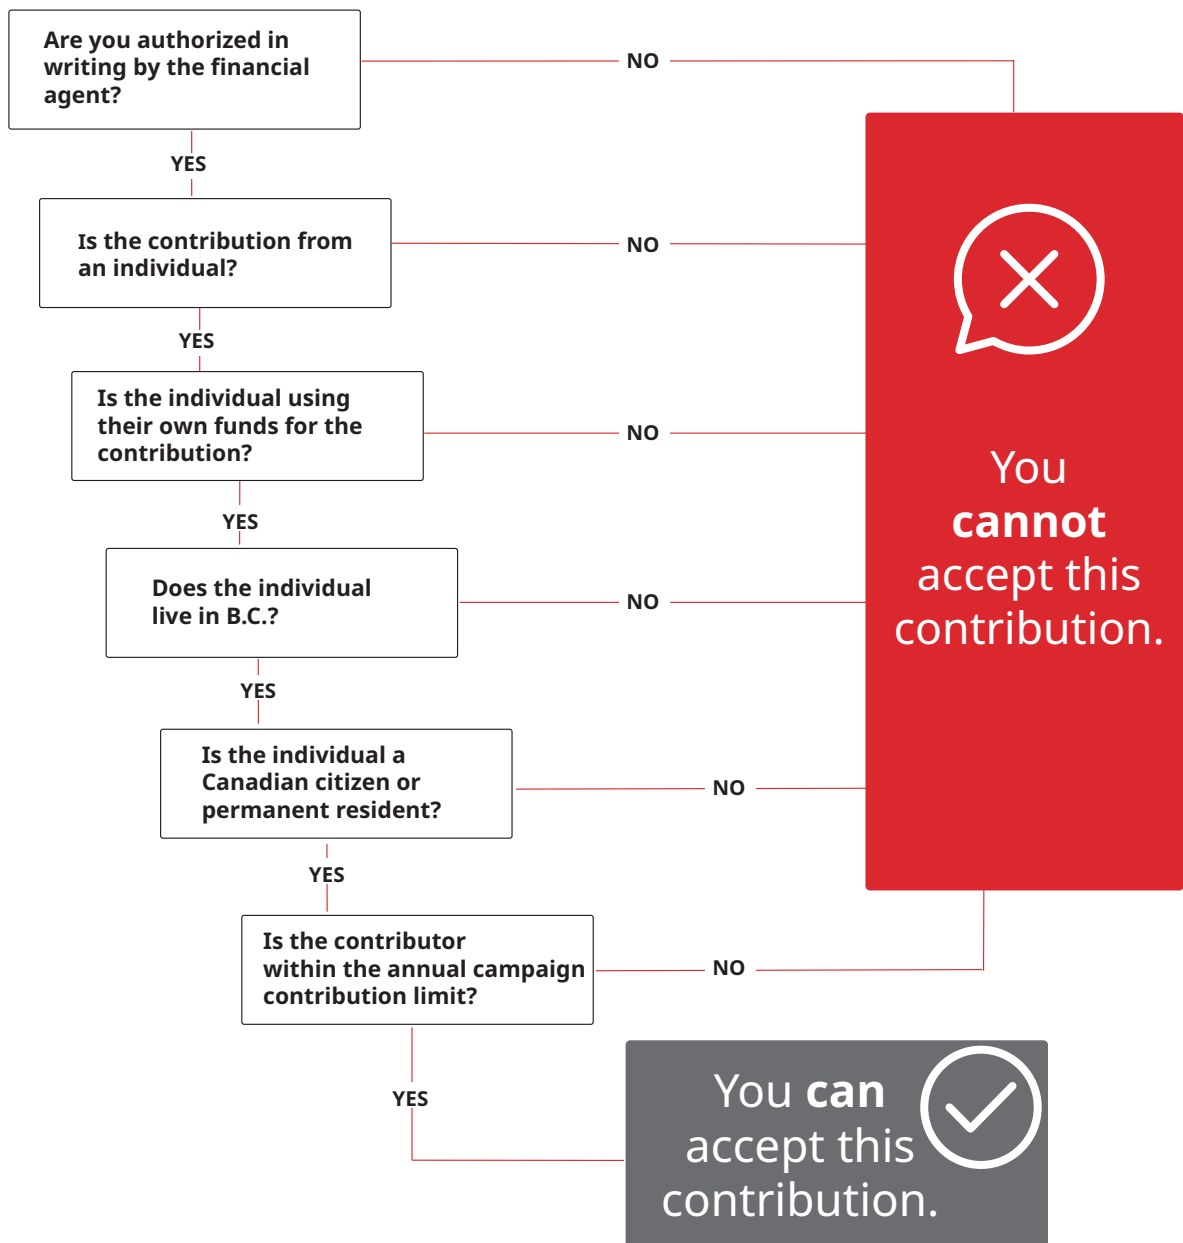 Are you authorized in
writing by the financial
agent?
NO
YES
Is the contribution from
an individual?
NO
YES
Is the individual using
their own funds for the
contribution?
NO
YES
Does the individual
live in B.C.?
NO
YES
Is the individual a
Canadian citizen or
permanent resident?
NO
YES
Is the contributor
within the annual campaign
contribution limit?
NO
YES
You
cannot
accept this
contribution.
You can
accept this
contribution.